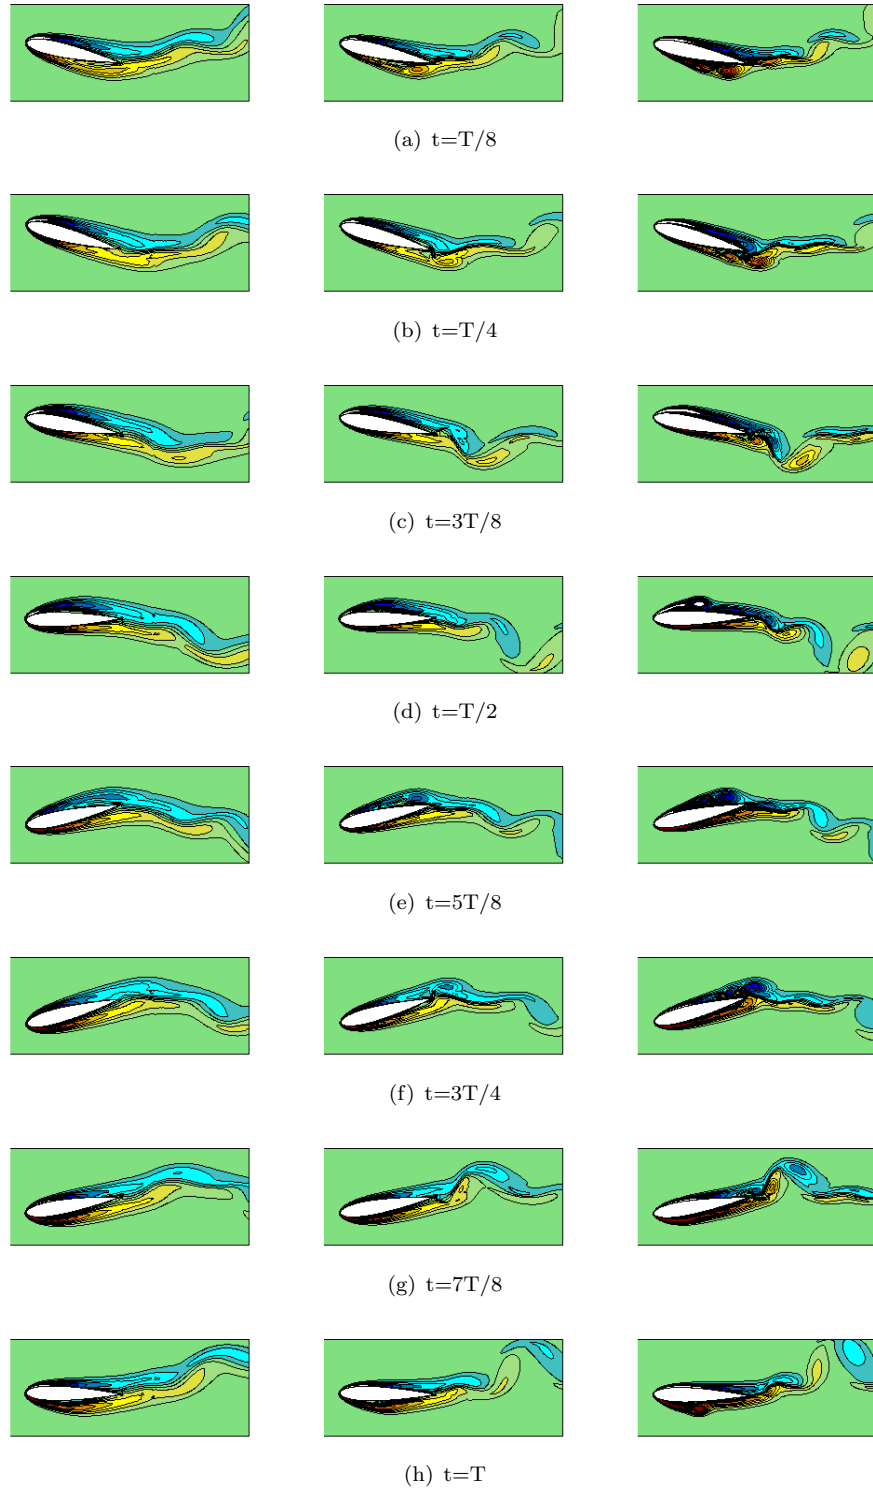 (a) t=T/8
(b) t=T/4
(c) t=3T/8
(d) t=T/2
(e) t=5T/8
(f) t=3T/4
(g) t=7T/8
(h) t=T